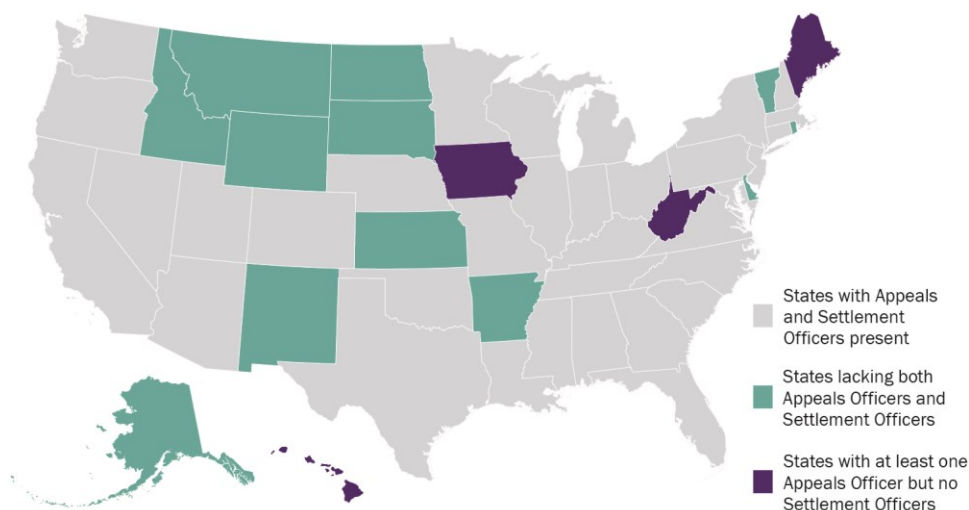 States with Appeals
and Settlement
Officers present
States lacking both
Appeals Officers and
Settlement Officers
States with at least one
Appeals Officer but no
Settlement Officers